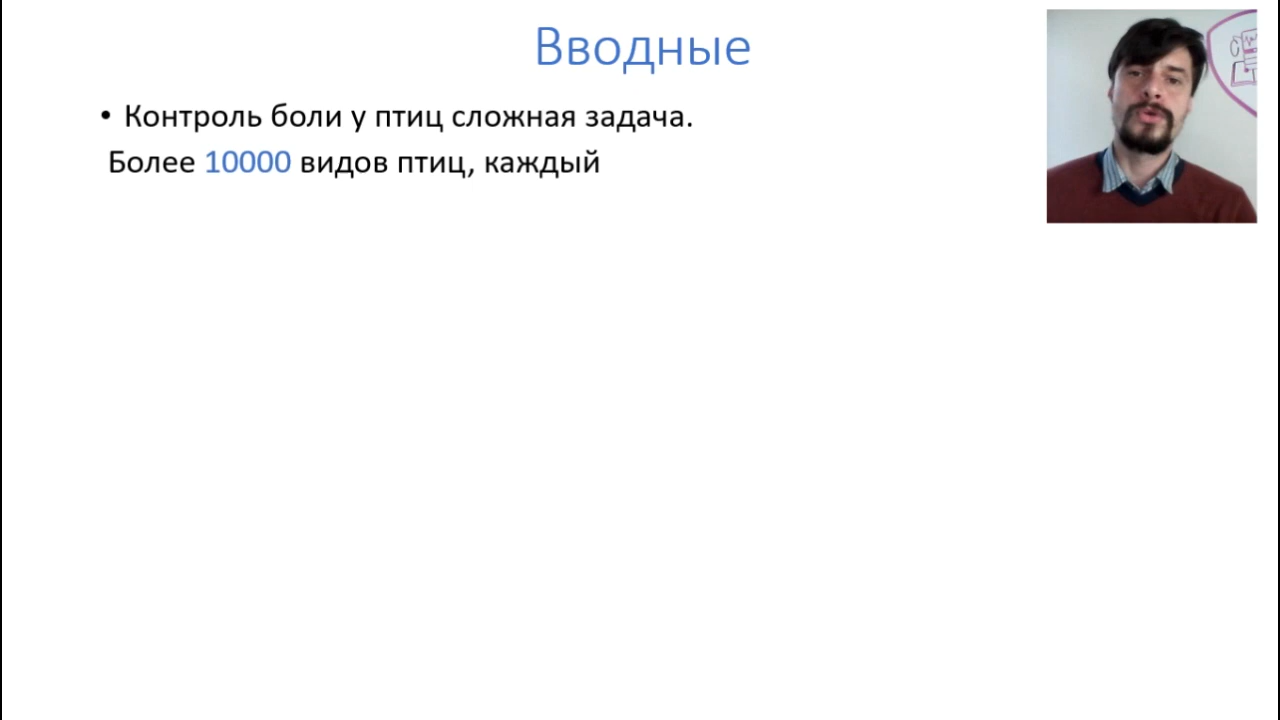 Вводные
• Контроль боли у птиц сложная задача.
Более 10000 видов птиц, каждый